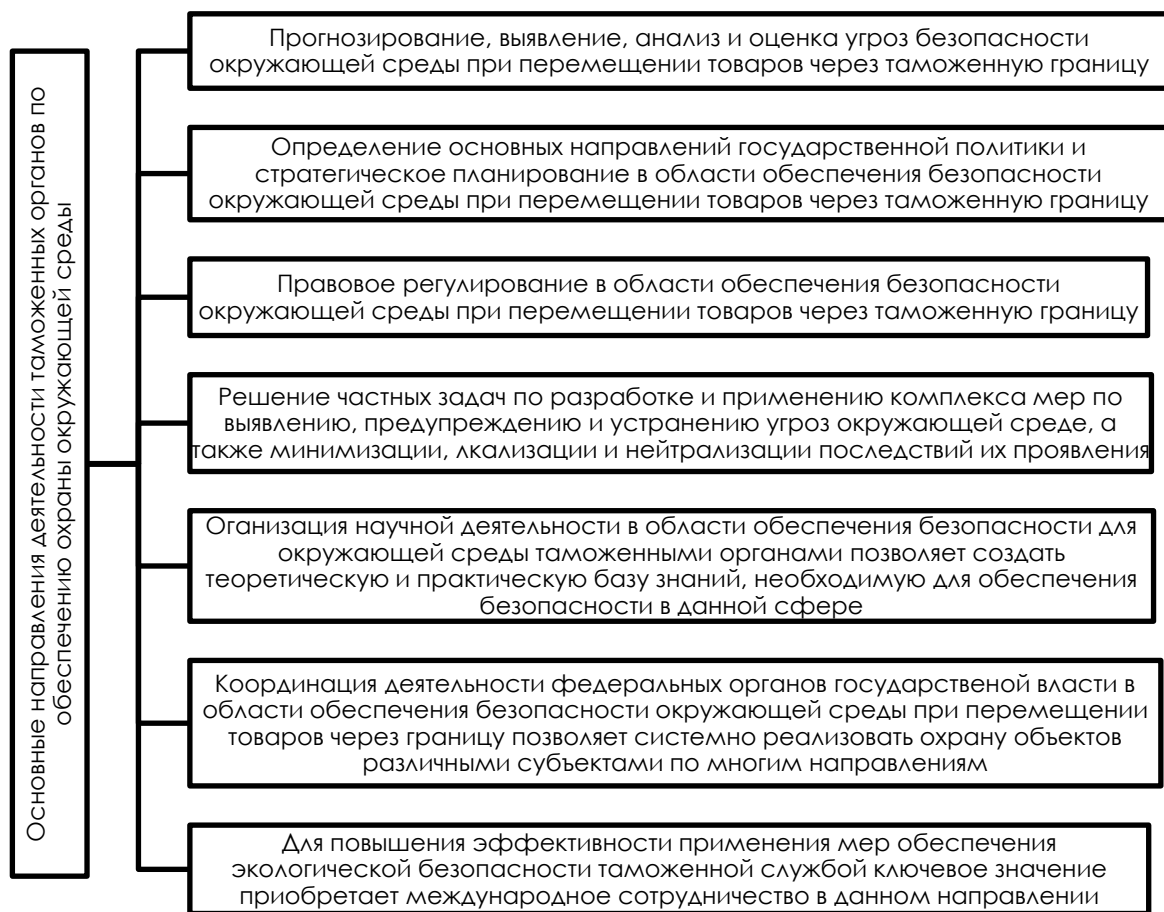 Основные направления деятельности таможенных органов по
обеспечению охраны окружающей среды
Прогнозирование, выявление, анализ и оценка угроз безопасности
окружающей среды при перемещении товаров через таможенную границу
Определение основных направлений государственной политики и
стратегическое планирование в области обеспечения безопасности
окружающей среды при перемещении товаров через таможенную границу
Правовое регулирование в области обеспечения безопасности
окружающей среды при перемещении товаров через таможенную границу
Решение частных задач по разработке и применению комплекса мер по
выявлению, предупреждению и устранению угроз окружающей среде, а
также минимизации, лкализации и нейтрализации последствий их проявления
Оганизация научной деятельности в области обеспечения безопасности для
окружающей среды таможенными органами позволяет создать
теоретическую и практическую базу знаний, необходимую для обеспечения
безопасности в данной сфере
Координация деятельности федеральных органов государственой власти в
области обеспечения безопасности окружающей среды при перемещении
товаров через границу позволяет системно реализовать охрану объектов
различными субъектами по многим направлениям
Для повышения эффективности применения мер обеспечения
экологической безопасности таможенной службой ключевое значение
приобретает международное сотрудничество в данном направлении